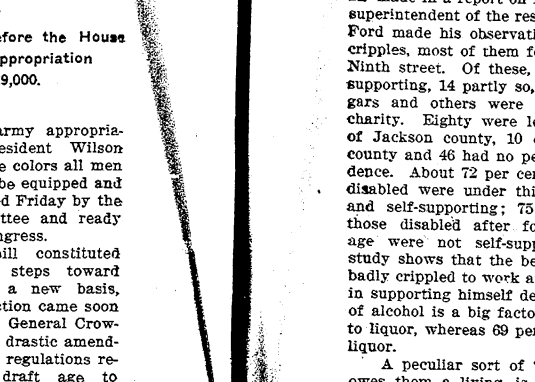 efore the House
ppropriation
9,000.
army appropria-
esident Wilson
e colors all men
be equipped and
d Friday by the
ttee and ready
ngress.
ill constituted
steps toward
a new basis,
ction came soon
General Crow-
drastic amend-
regulations re-
draft age to
superintendent of the res
Ford made his observati
cripples, most of them f
Ninth street. Of these,
supporting, 14 partly so,
gars and others were
charity. Eighty were le
of Jackson county, 10
county and 46 had no pe
dence. About 72 per cen
disabled were under thi
and self-supporting; 75
those disabled after fo
age were not self-supp
study shows that the be
badly crippled to work a
in supporting himself de
of alcohol is a big facto
to liquor, whereas 69 per
liquor.
A peculiar sort of
owes them a living is